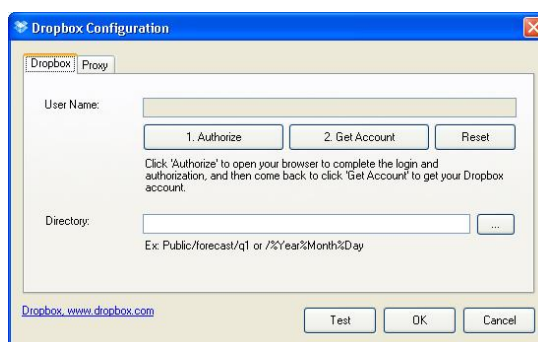 Dropbox Configuration
Dropbox Proxy
User Name:
1. Authorize 2. Get Account Reset
Click 'Authorize' to open your browser to complete the login and
authorization, and then come back to click 'Get Account' to get your Dropbox
account.
Directory: ...
Ex: Public/forecast/q1 or /%Year%Month%Day
Dropbox, www.dropbox.com
Test OK Cancel